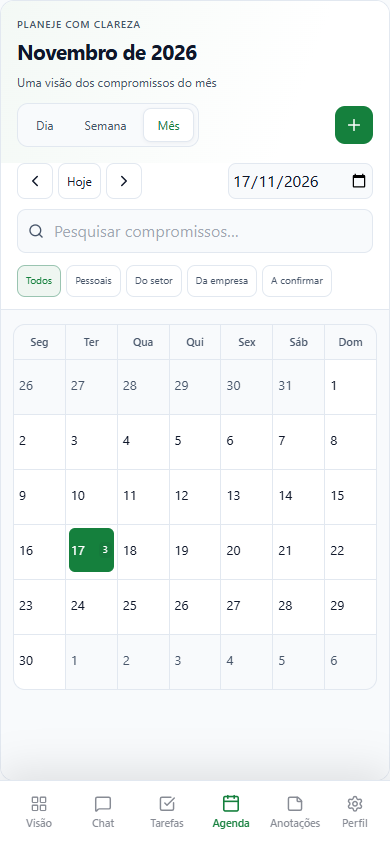 PLANEJE COM CLAREZA
Novembro de 2026
Uma visão dos compromissos do mês
Dia Semana Mês
Hoje 17/11/2026
Pesquisar compromissos...
Todos Pessoais Do setor Da empresa A confirmar
Seg Ter Qua Qui Sex Sáb Dom
26 27 28 29 30 31 1
2 3 4 5 6 7 8
9 10 11 12 13 14 15
16 17 3 18 19 20 21 22
23 24 25 26 27 28 29
30 1 2 3 4 5 6
Visão Chat Tarefas Agenda Anotações Perfil